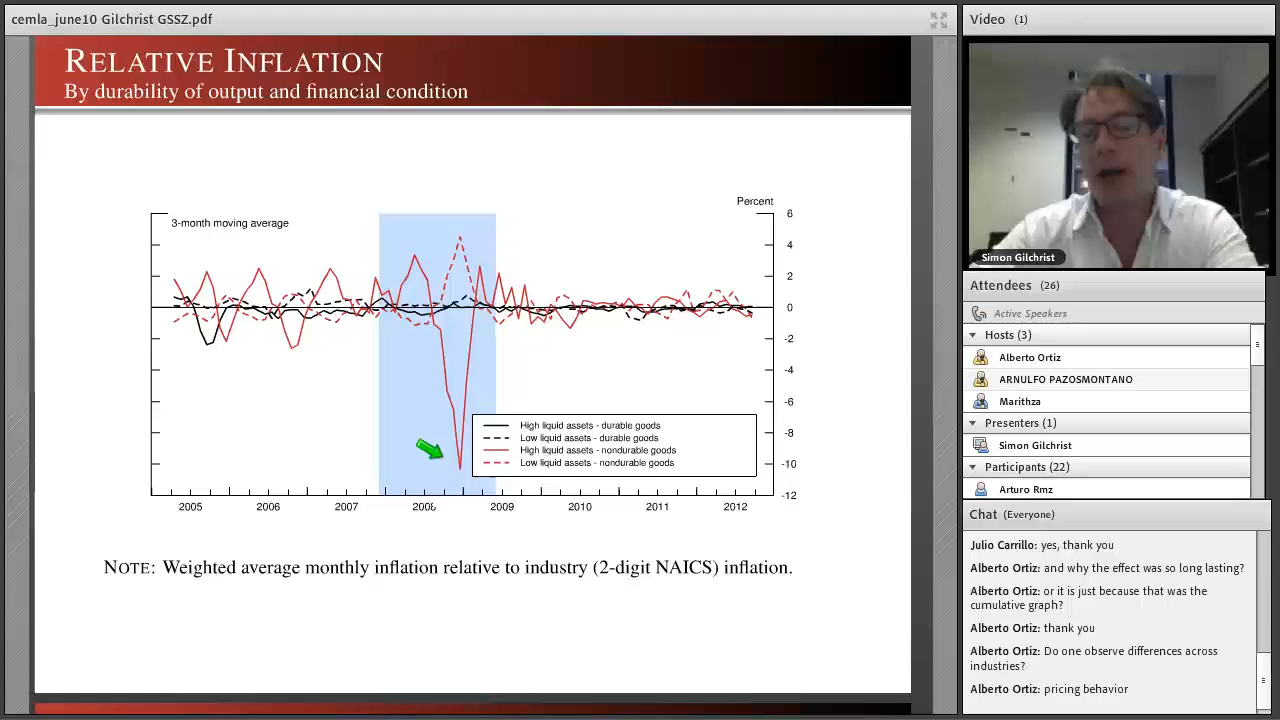 cemla_june10 Gilchrist GSSZ.pdf
RELATIVE INFLATION
By durability of output and financial condition
Percent
3-month moving average
6
4
2
0
-2
-4
-6
-8
-10
-12
High liquid assets - durable goods
Low liquid assets - durable goods
High liquid assets - nondurable goods
Low liquid assets - nondurable goods
2005 2006 2007 2008 2009 2010 2011 2012
NOTE: Weighted average monthly inflation relative to industry (2-digit NAICS) inflation.
Video (1)
Simon Gilchrist
Attendees (26)
Active Speakers
Hosts (3)
Alberto Ortiz
ARNULFO PAZOSMONTANO
Marithza
Presenters (1)
Simon Gilchrist
Participants (22)
Arturo Rmz
Chat (Everyone)
Julio Carrillo: yes, thank you
Alberto Ortiz: and why the effect was so long lasting?
Alberto Ortiz: or it is just because that was the
cumulative graph?
Alberto Ortiz: thank you
Alberto Ortiz: Do one observe differences across
industries?
Alberto Ortiz: pricing behavior